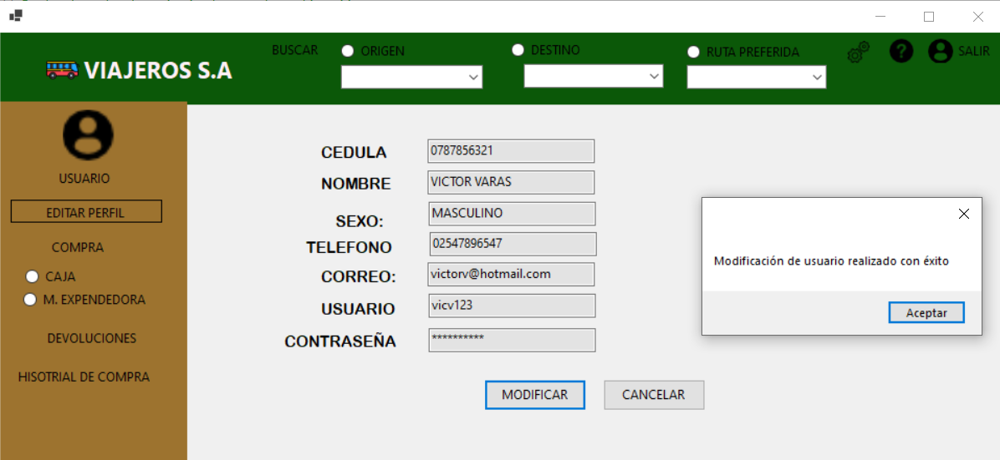 BUSCAR
ORIGEN
DESTINO
RUTA PREFERIDA
SALIR
VIAJEROS S.A
USUARIO
EDITAR PERFIL
COMPRA
CAJA
M. EXPENDEDORA
DEVOLUCIONES
HISOTRIAL DE COMPRA
CEDULA 0787856321
NOMBRE VICTOR VARAS
SEXO: MASCULINO
TELEFONO 02547896547
CORREO: victorv@hotmail.com
USUARIO vicv123
CONTRASEÑA **********
MODIFICAR
CANCELAR
Modificación de usuario realizado con éxito
Aceptar